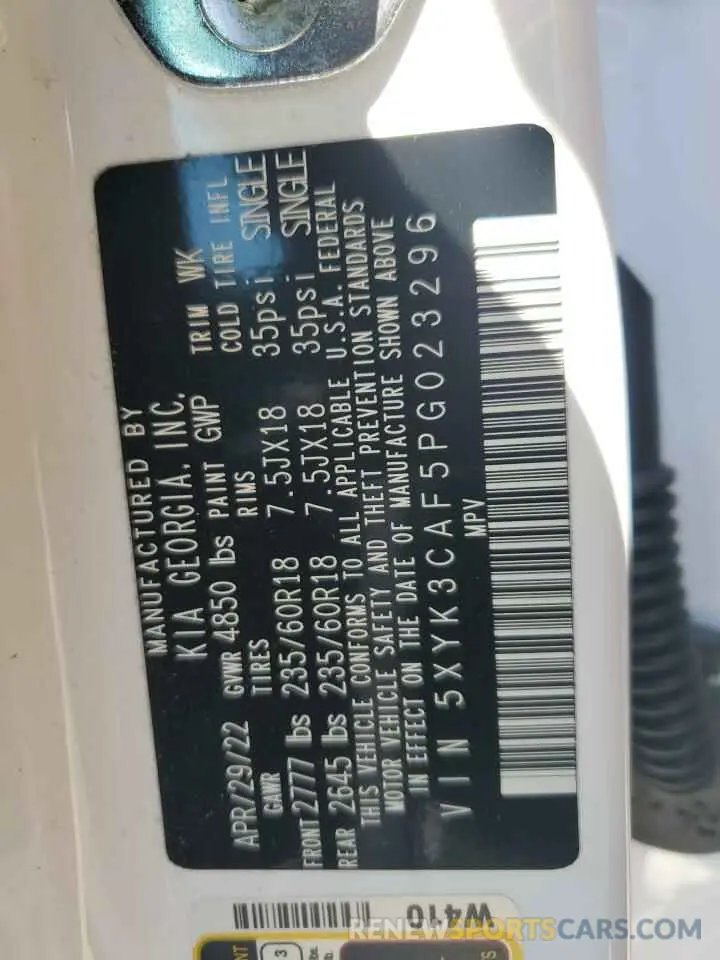 MANUFACTURED BY
KIA GEORGIA, INC.
APR/29/22 GVWR 4850 lbs PAINT GWP TRIM WK
GAWR TIRES RIMS COLD TIRE INFL
FRONT 2777 lbs 235/60R18 7.5JX18 35psi SINGLE
REAR 2645 lbs 235/60R18 7.5JX18 35psi SINGLE
THIS VEHICLE CONFORMS TO ALL APPLICABLE U.S.A. FEDERAL
MOTOR VEHICLE SAFETY AND THEFT PREVENTION STANDARDS
IN EFFECT ON THE DATE OF MANUFACTURE SHOWN ABOVE
VIN 5XYK3CAF5PG023296
MPV
W410
3
RENEWSPORTSCARS.COM